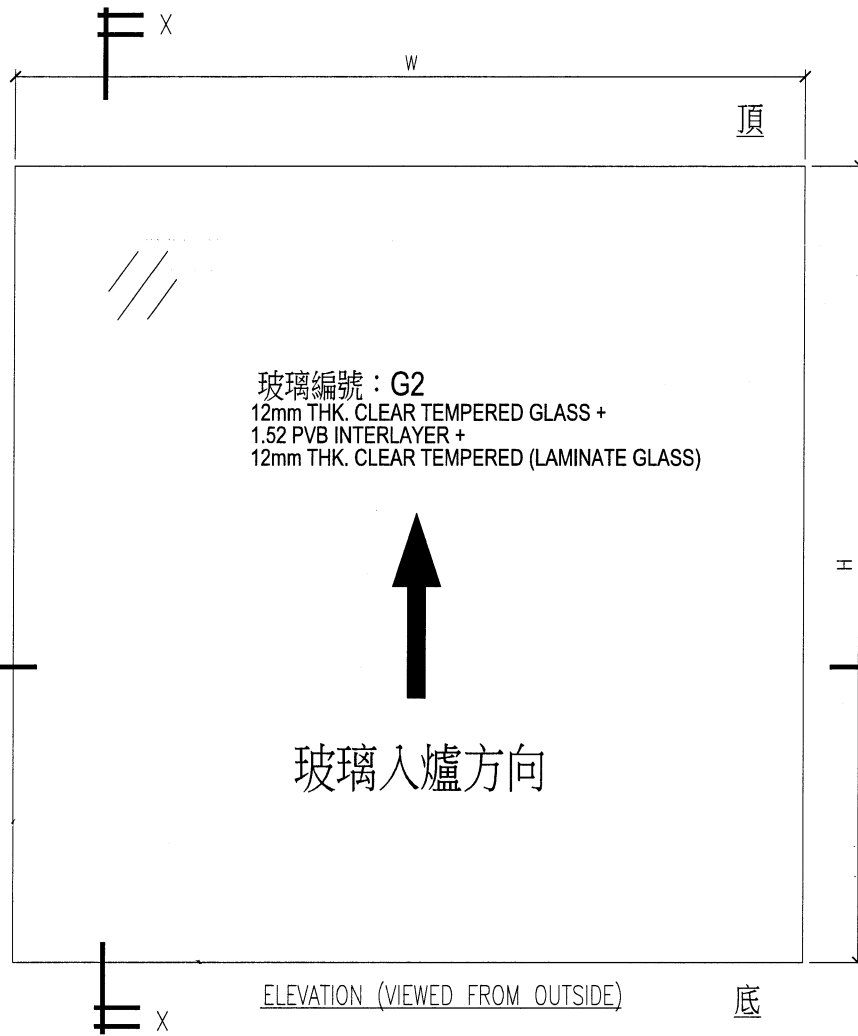 X
W
頂
玻璃編號：G2
12mm THK. CLEAR TEMPERED GLASS +
1.52 PVB INTERLAYER +
12mm THK. CLEAR TEMPERED (LAMINATE GLASS)
H
玻璃入爐方向
ELEVATION (VIEWED FROM OUTSIDE)
底
X